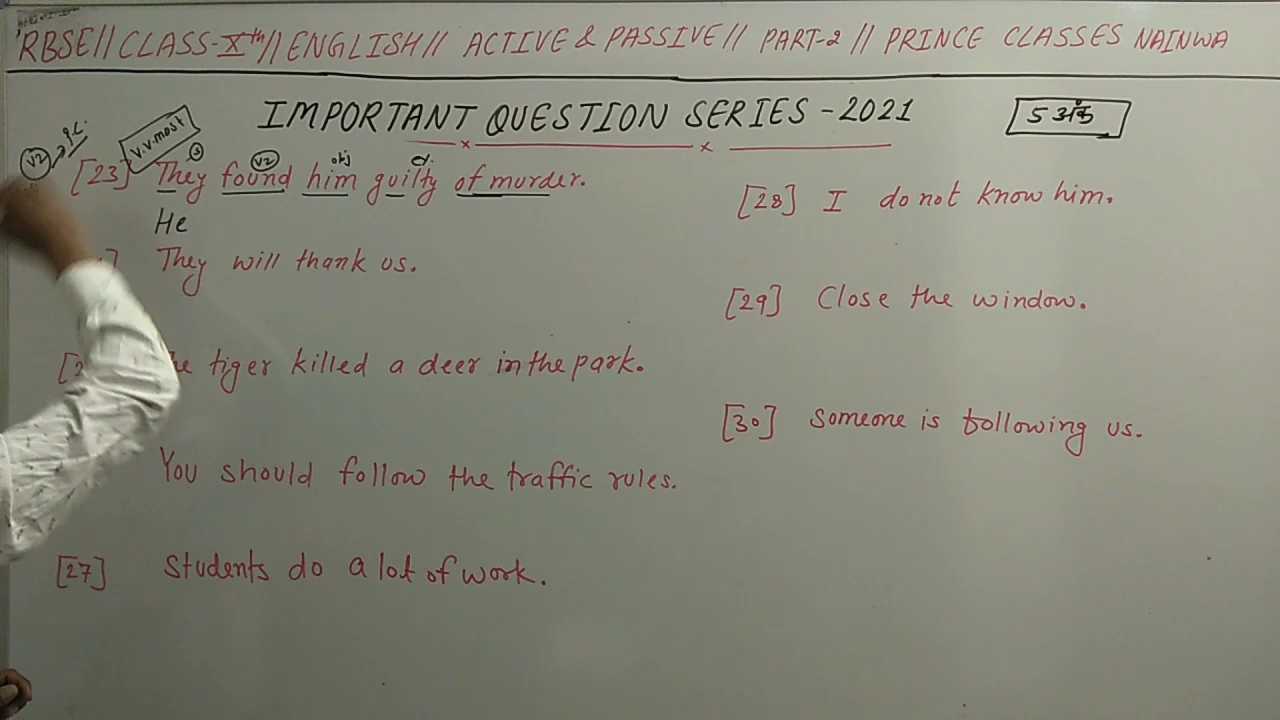 RBSE//CLASS-Xth//ENGLISH// ACTIVE & PASSIVE// PART-2 // PRINCE CLASSES NAINWA
IMPORTANT QUESTION SERIES - 2021
5 अंक
V2
V.V.most
S V2 obj
[23] They found him guilty of murder.
He
They will thank us.
tiger killed a deer in the park.
You should follow the traffic rules.
[27] Students do a lot of work.
[28] I do not know him.
[29] Close the window.
[30] Someone is following us.